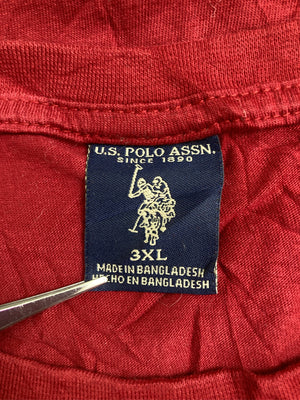 U.S. POLO ASSN.
SINCE 1890
3XL
MADE IN BANGLADESH
HECHO EN BANGLADESH